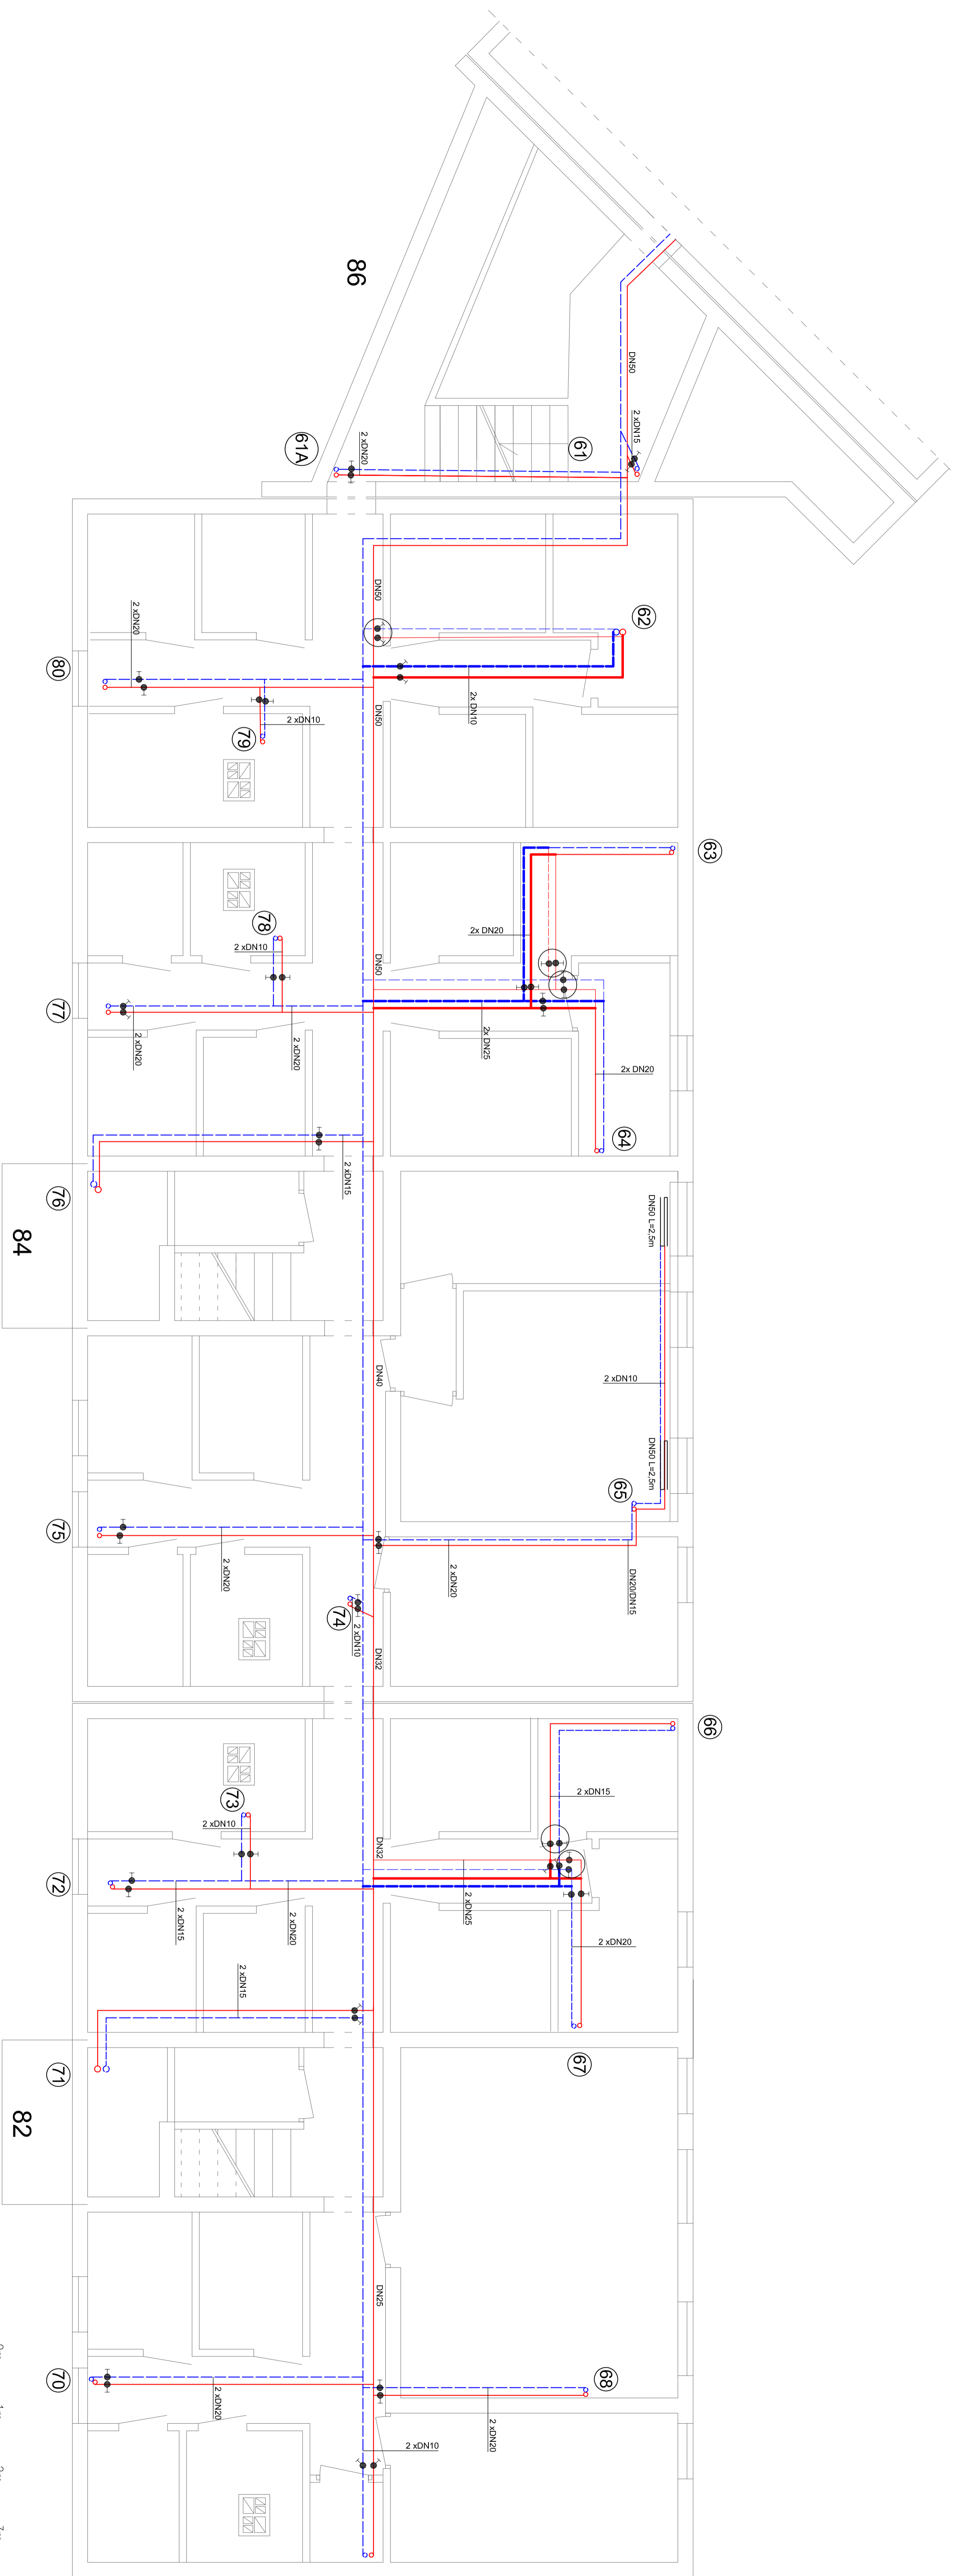 86
DN50
2 xDN15
61
2 xDN20
61A
DN50
62
2 xDN20
80
2x DN10
DN50
2 xDN10
79
63
78
2 xDN10
2x DN20
DN50
77
2 xDN20
2 xDN20
2x DN25
2x DN20
64
2 xDN15
76
84
DN50 L=2,5m
DN40
2 xDN10
DN50 L=2,5m
65
75
2 xDN20
2 xDN20
DN20/DN15
74
2 xDN10
DN32
66
73
2 xDN10
2 xDN15
DN32
72
2 xDN15
2 xDN20
2 xDN25
2 xDN20
2 xDN15
67
71
82
DN25
70
2 xDN20
68
2 xDN20
2 xDN10